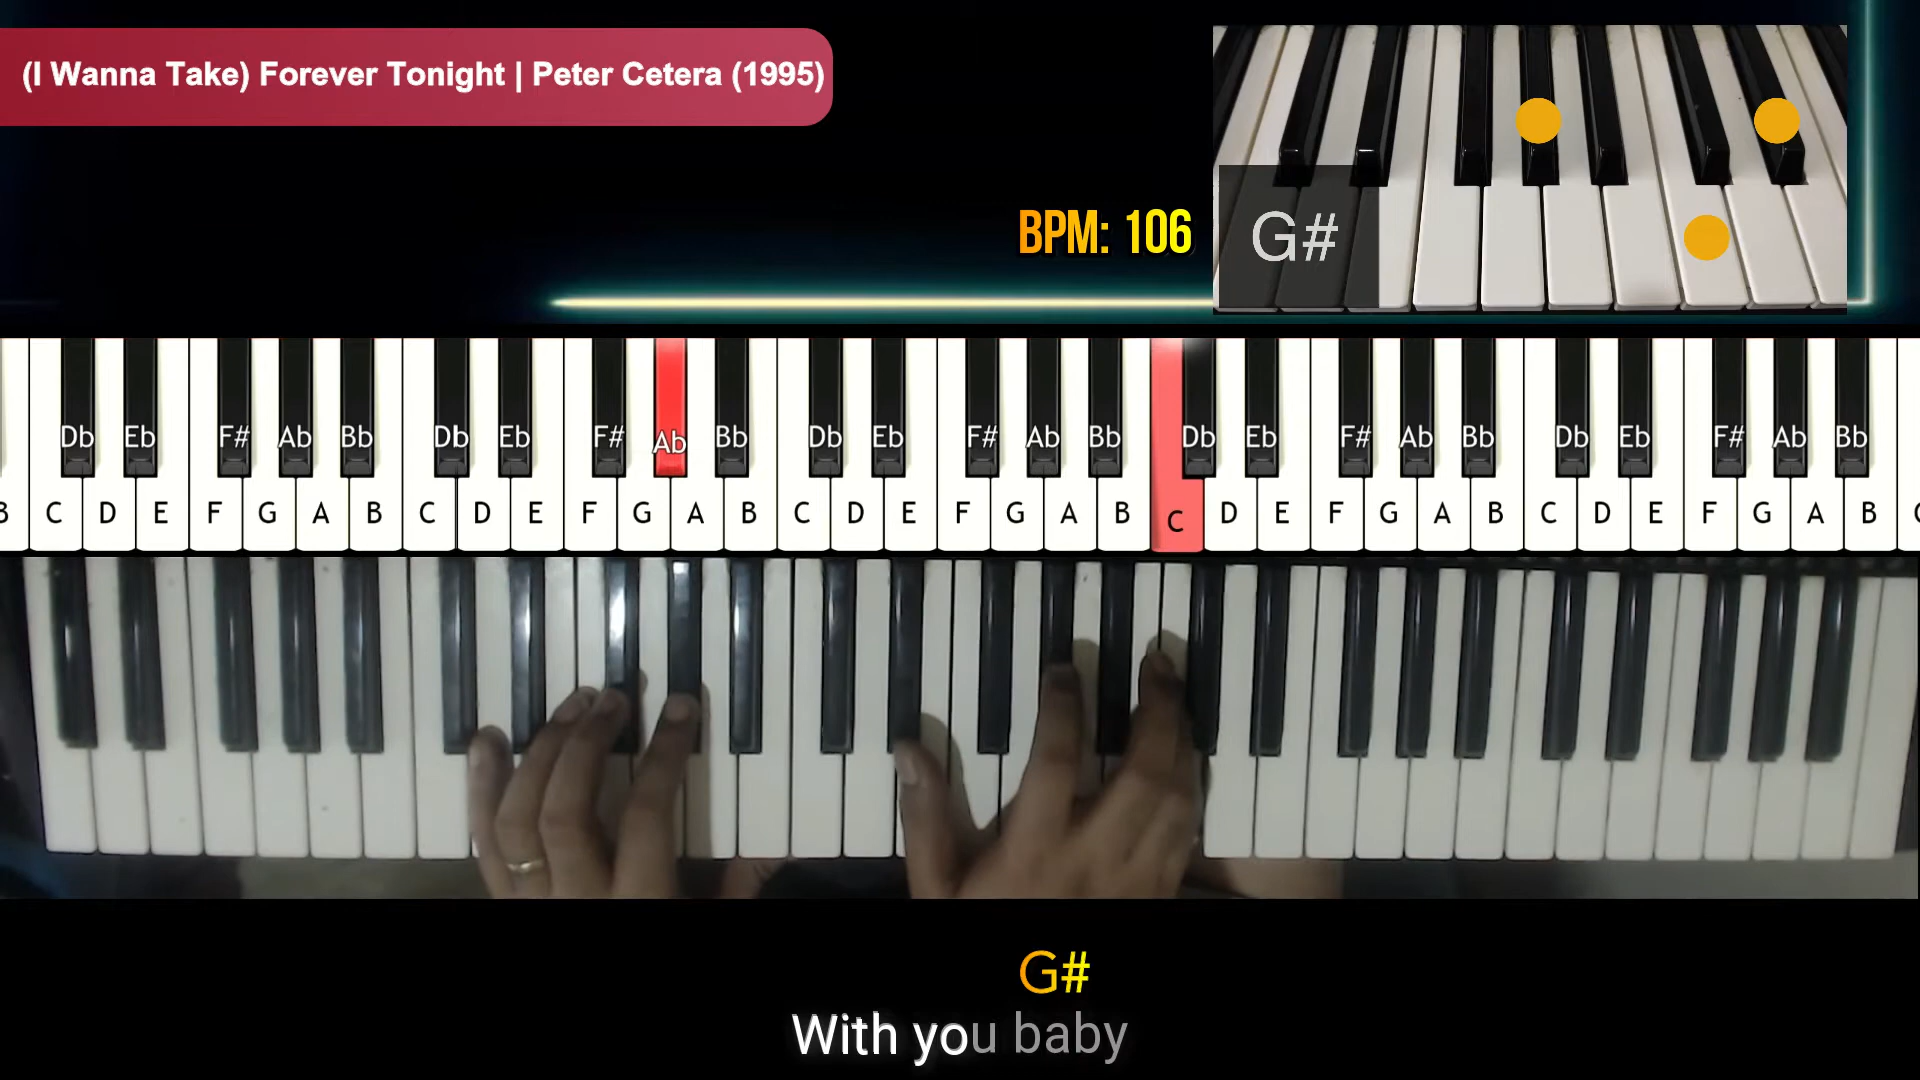 (I Wanna Take) Forever Tonight | Peter Cetera (1995)
BPM: 106
G#
Db Eb F# Ab Bb Db Eb F# Ab Bb Db Eb F# Ab Bb Db Eb F# Ab Bb Db Eb F# Ab Bb
B C D E F G A B C D E F G A B C D E F G A B C D E F G A B C D E F G A B C
G#
With you baby